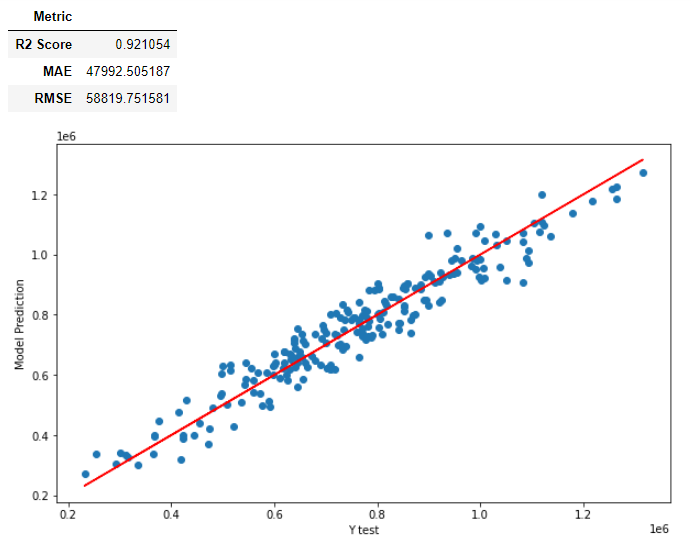 Metric
R2 Score 0.921054
MAE 47992.505187
RMSE 58819.751581
1e6
1.2
1.0
0.8
0.6
0.4
0.2
Model Prediction
0.2 0.4 0.6 0.8 1.0 1.2
Y test
1e6